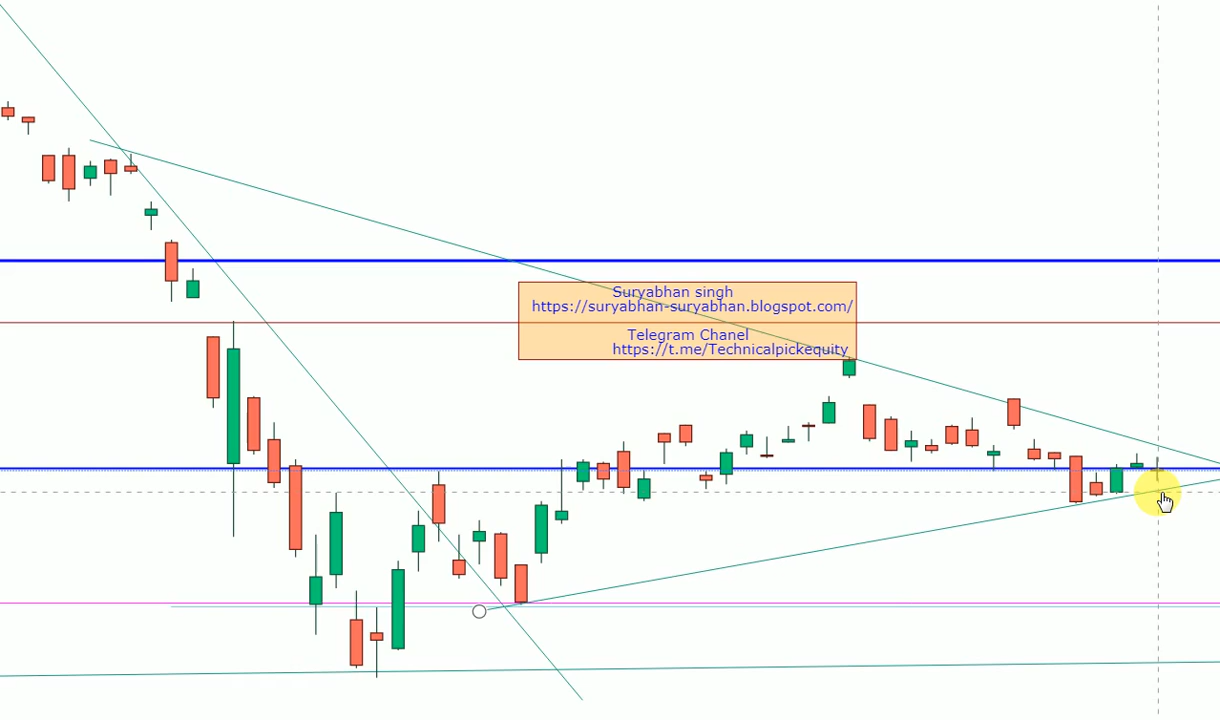 Suryabhan singh
https://suryabhan-suryabhan.blogspot.com/
Telegram Chanel
https://t.me/Technicalpickequity